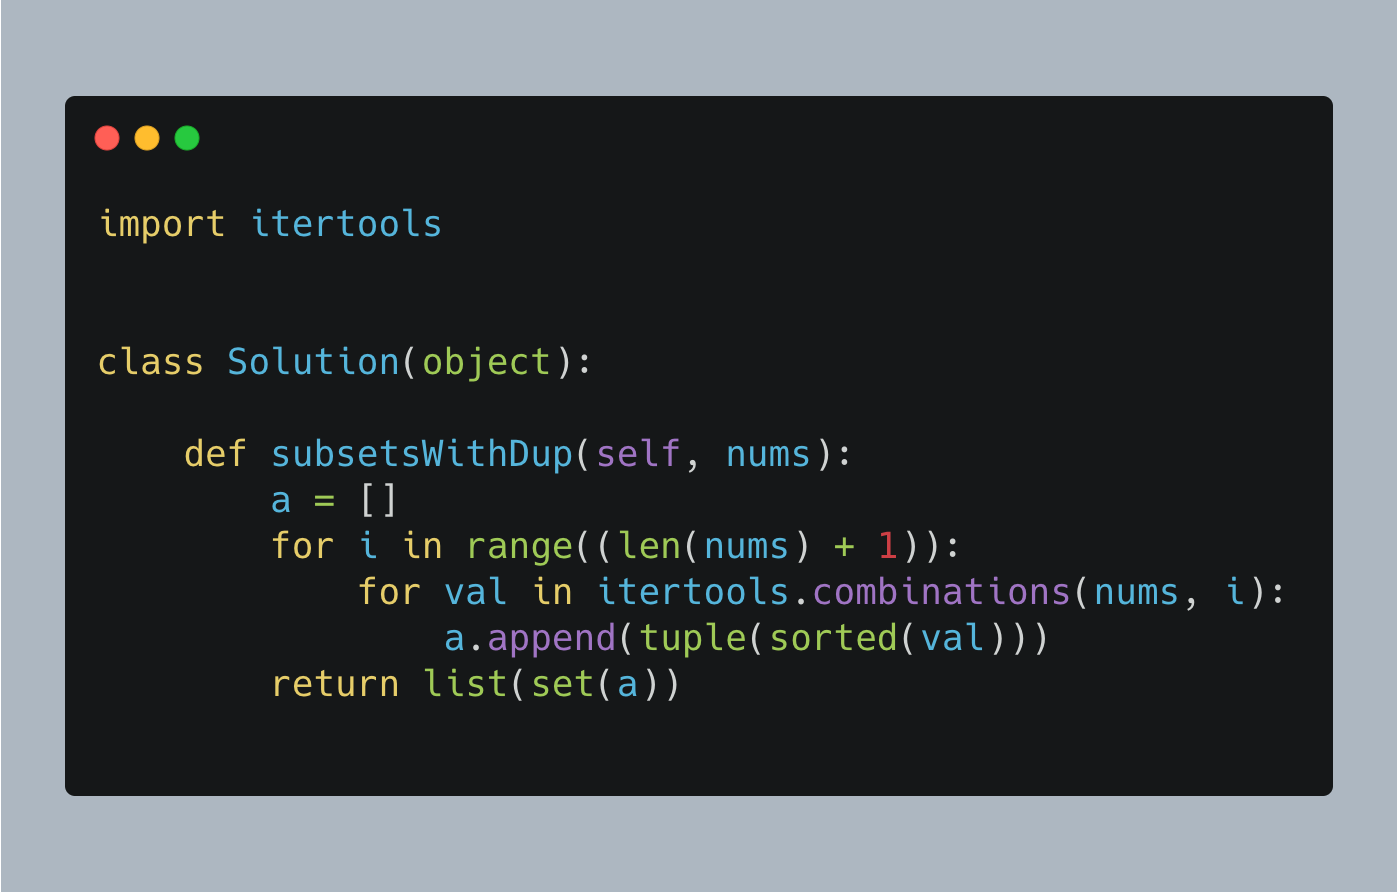 import itertools
class Solution(object):
    def subsetsWithDup(self, nums):
        a = []
        for i in range((len(nums) + 1)):
            for val in itertools.combinations(nums, i):
                a.append(tuple(sorted(val)))
        return list(set(a))